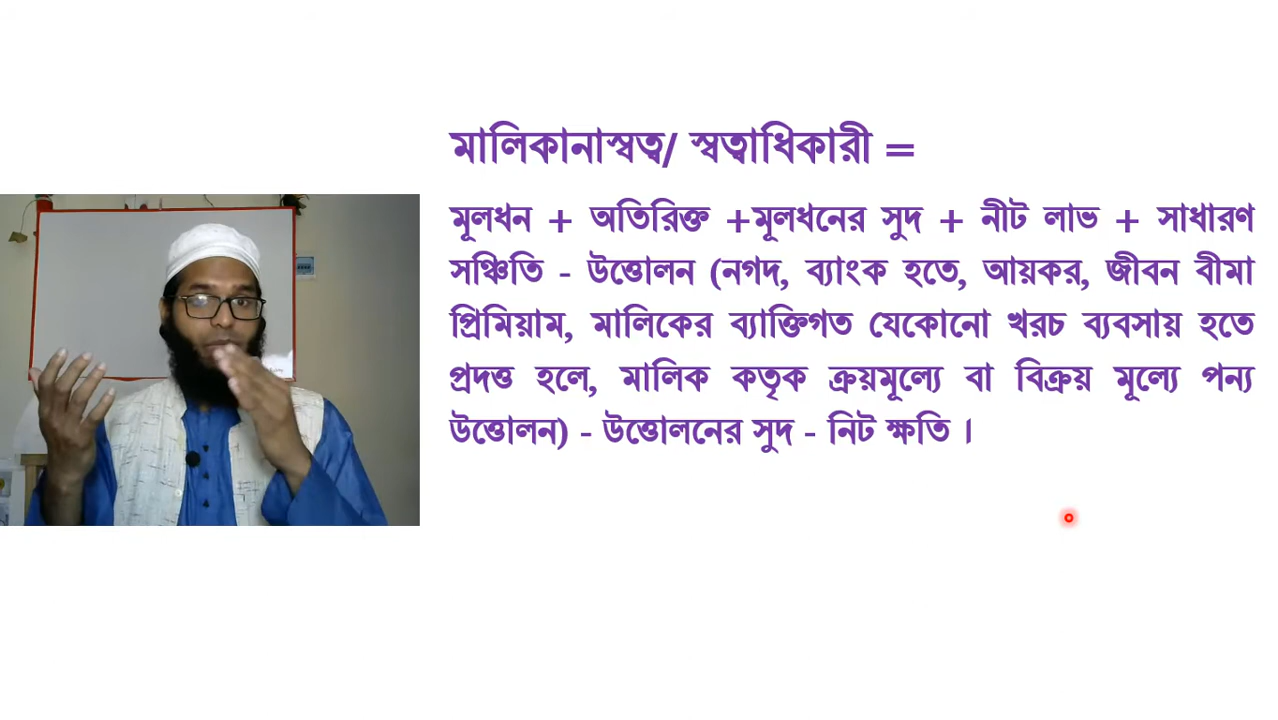 মালিকানাস্বত্ব/ স্বত্বাধিকারী =
মূলধন + অতিরিক্ত +মূলধনের সুদ + নীট লাভ + সাধারণ
সঞ্চিতি - উত্তোলন (নগদ, ব্যাংক হতে, আয়কর, জীবন বীমা
প্রিমিয়াম, মালিকের ব্যাক্তিগত যেকোনো খরচ ব্যবসায় হতে
প্রদত্ত হলে, মালিক কতৃক ক্রয়মূল্যে বা বিক্রয় মূল্যে পন্য
উত্তোলন) - উত্তোলনের সুদ - নিট ক্ষতি ।